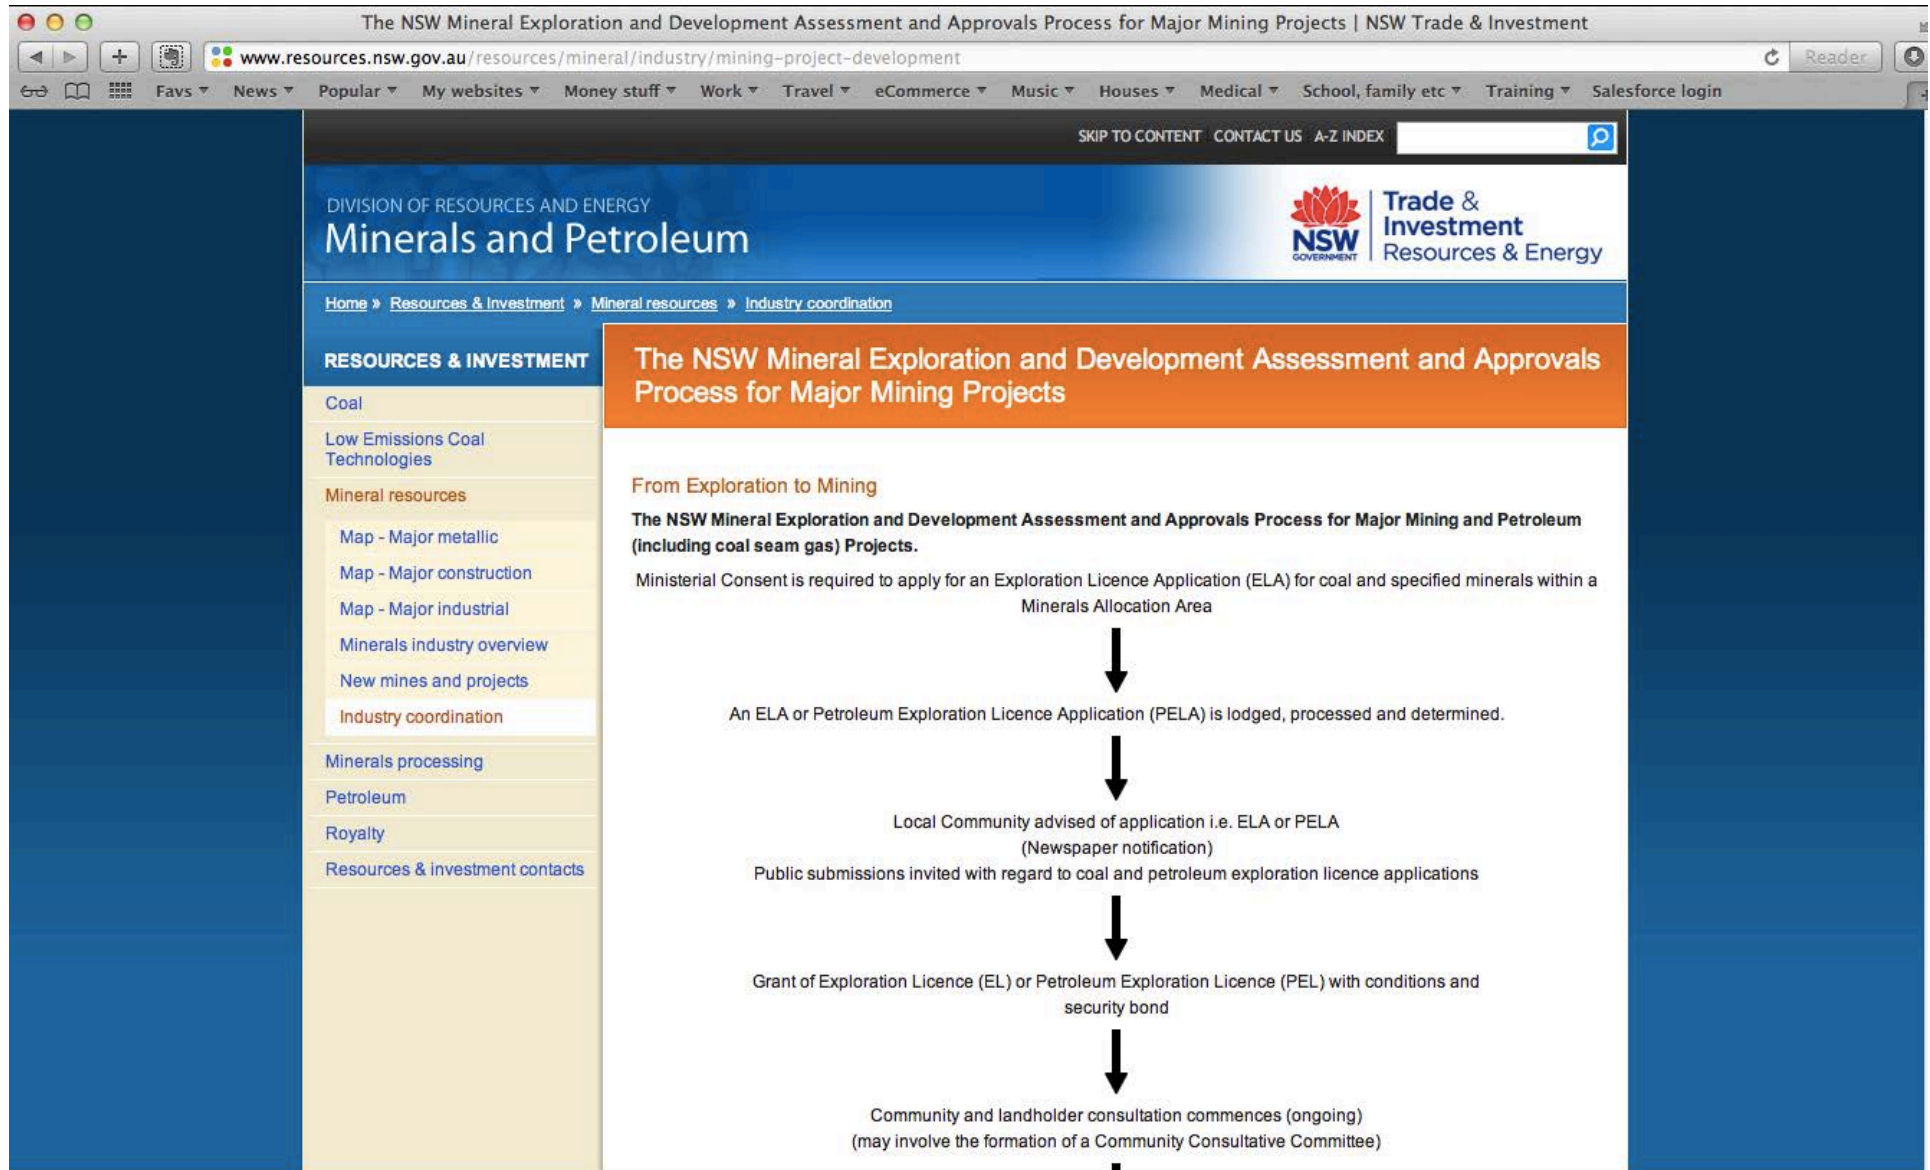 The NSW Mineral Exploration and Development Assessment and Approvals Process for Major Mining Projects | NSW Trade & Investment
www.resources.nsw.gov.au/resources/mineral/industry/mining-project-development
Reader
Favs News Popular My websites Money stuff Work Travel eCommerce Music Houses Medical School, family etc Training Salesforce login
SKIP TO CONTENT CONTACT US A-Z INDEX
DIVISION OF RESOURCES AND ENERGY
Minerals and Petroleum
NSW
GOVERNMENT
Trade &
Investment
Resources & Energy
Home » Resources & Investment » Mineral resources » Industry coordination
RESOURCES & INVESTMENT
Coal
Low Emissions Coal
Technologies
Mineral resources
Map - Major metallic
Map - Major construction
Map - Major industrial
Minerals industry overview
New mines and projects
Industry coordination
Minerals processing
Petroleum
Royalty
Resources & investment contacts
The NSW Mineral Exploration and Development Assessment and Approvals
Process for Major Mining Projects
From Exploration to Mining
The NSW Mineral Exploration and Development Assessment and Approvals Process for Major Mining and Petroleum
(including coal seam gas) Projects.
Ministerial Consent is required to apply for an Exploration Licence Application (ELA) for coal and specified minerals within a
Minerals Allocation Area
An ELA or Petroleum Exploration Licence Application (PELA) is lodged, processed and determined.
Local Community advised of application i.e. ELA or PELA
(Newspaper notification)
Public submissions invited with regard to coal and petroleum exploration licence applications
Grant of Exploration Licence (EL) or Petroleum Exploration Licence (PEL) with conditions and
security bond
Community and landholder consultation commences (ongoing)
(may involve the formation of a Community Consultative Committee)